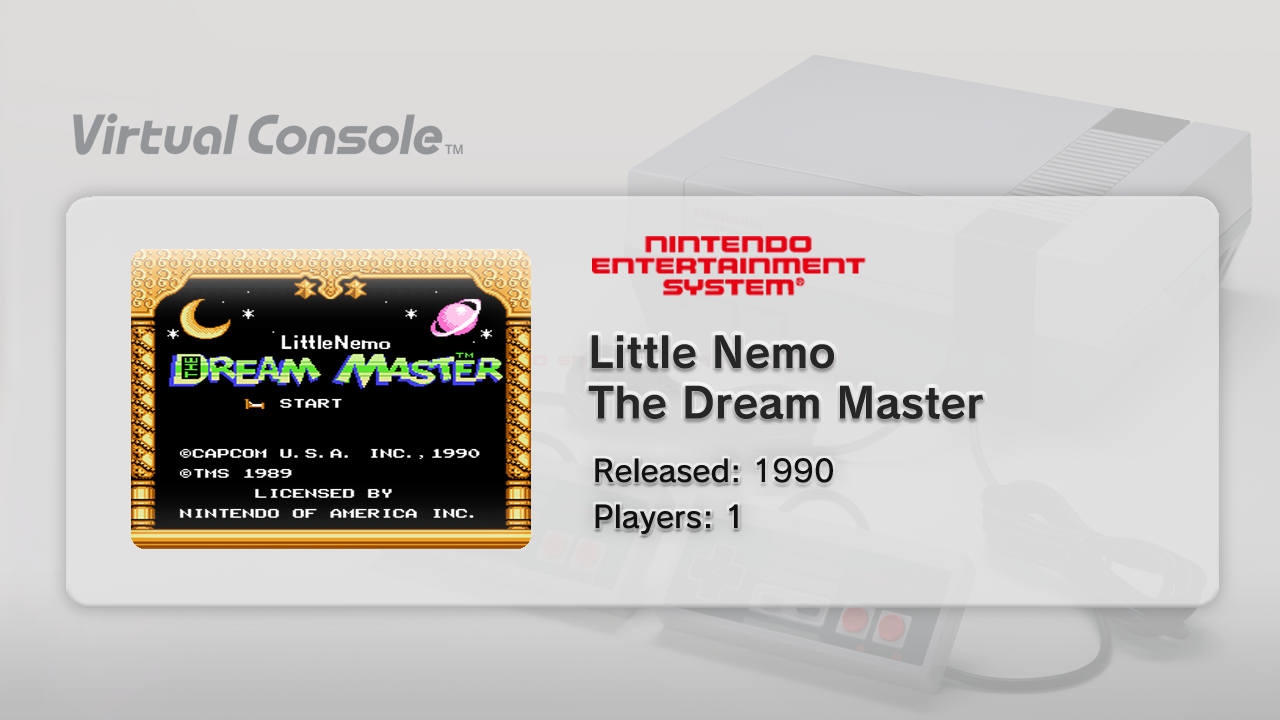 Virtual Console™
NINTENDO
ENTERTAINMENT
SYSTEM®
LittleNemo
THE DREAM MASTER™
START
©CAPCOM U.S.A. INC., 1990
©TMS 1989
LICENSED BY
NINTENDO OF AMERICA INC.
Little Nemo
The Dream Master
Released: 1990
Players: 1